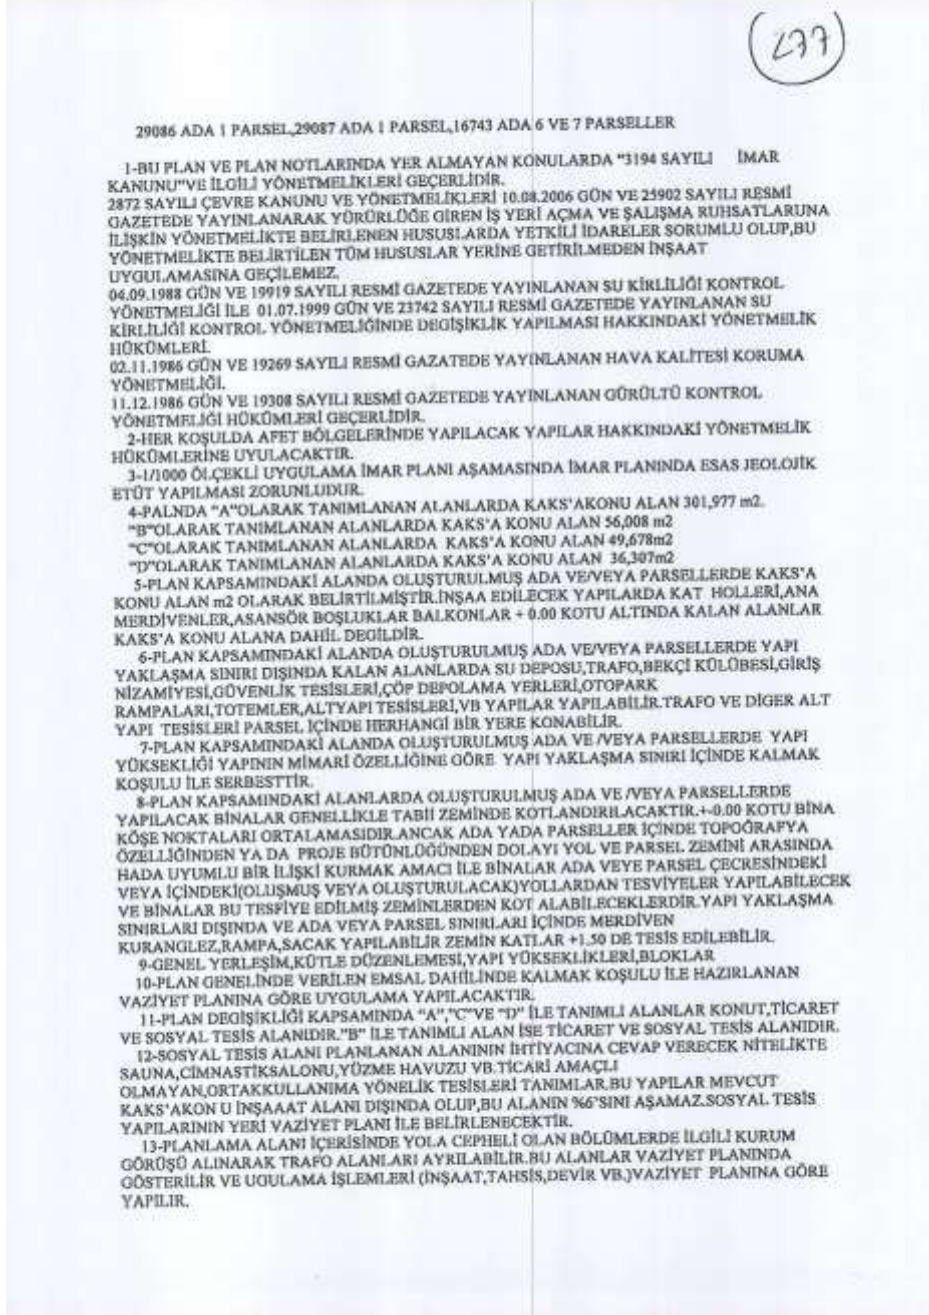 277
29086 ADA 1 PARSEL,29087 ADA 1 PARSEL,16743 ADA 6 VE 7 PARSELLER
1-BU PLAN VE PLAN NOTLARINDA YER ALMAYAN KONULARDA "3194 SAYILI İMAR
KANUNU"VE İLGİLİ YÖNETMELİKLERİ GEÇERLİDİR.
2872 SAYILI ÇEVRE KANUNU VE YÖNETMELİKLERİ 10.08.2006 GÜN VE 25902 SAYILI RESMİ
GAZETEDE YAYINLANARAK YÜRÜRLÜĞE GİREN İŞ YERİ AÇMA VE ŞALIŞMA RUHSATLARUNA
İLİŞKİN YÖNETMELİKTE BELİRLENEN HUSUSLARDA YETKİLİ İDARELER SORUMLU OLUP,BU
YÖNETMELİKTE BELİRTİLEN TÜM HUSUSLAR YERİNE GETİRİLMEDEN İNŞAAT
UYGULAMASINA GEÇİLEMEZ.
04.09.1988 GÜN VE 19919 SAYILI RESMİ GAZETEDE YAYINLANAN SU KİRLİLİĞİ KONTROL
YÖNETMELİĞİ İLE 01.07.1999 GÜN VE 23742 SAYILI RESMİ GAZETEDE YAYINLANAN SU
KİRLİLİĞİ KONTROL YÖNETMELİĞİNDE DEGİŞİKLİK YAPILMASI HAKKINDAKİ YÖNETMELİK
HÜKÜMLERİ.
02.11.1986 GÜN VE 19269 SAYILI RESMİ GAZATEDE YAYINLANAN HAVA KALİTESİ KORUMA
YÖNETMELİĞİ.
11.12.1986 GÜN VE 19308 SAYILI RESMİ GAZETEDE YAYINLANAN GÜRÜLTÜ KONTROL
YÖNETMELİĞİ HÜKÜMLERİ GEÇERLİDİR.
2-HER KOŞULDA AFET BÖLGELERİNDE YAPILACAK YAPILAR HAKKINDAKİ YÖNETMELİK
HÜKÜMLERİNE UYULACAKTIR.
3-1/1000 ÖLÇEKLİ UYGULAMA İMAR PLANI AŞAMASINDA İMAR PLANINDA ESAS JEOLOJİK
ETÜT YAPILMASI ZORUNLUDUR.
4-PALNDA "A"OLARAK TANIMLANAN ALANLARDA KAKS'AKONU ALAN 301,977 m2.
"B"OLARAK TANIMLANAN ALANLARDA KAKS'A KONU ALAN 56,008 m2
"C"OLARAK TANIMLANAN ALANLARDA KAKS'A KONU ALAN 49,678m2
"D"OLARAK TANIMLANAN ALANLARDA KAKS'A KONU ALAN 36,307m2
5-PLAN KAPSAMINDAKİ ALANDA OLUŞTURULMUŞ ADA VE/VEYA PARSELLERDE KAKS'A
KONU ALAN m2 OLARAK BELİRTİLMİŞTİR.İNŞAA EDİLECEK YAPILARDA KAT HOLLERİ,ANA
MERDİVENLER,ASANSÖR BOŞLUKLAR BALKONLAR + 0.00 KOTU ALTINDA KALAN ALANLAR
KAKS'A KONU ALANA DAHİL DEGİLDİR.
6-PLAN KAPSAMINDAKİ ALANDA OLUŞTURULMUŞ ADA VE/VEYA PARSELLERDE YAPI
YAKLAŞMA SINIRI DIŞINDA KALAN ALANLARDA SU DEPOSU,TRAFO,BEKÇİ KÜLÜBESİ,GİRİŞ
NİZAMİYESİ,GÜVENLİK TESİSLERİ,ÇÖP DEPOLAMA YERLERİ,OTOPARK
RAMPALARI,TOTEMLER,ALTYAPI TESİSLERİ,VB YAPILAR YAPILABİLİR.TRAFO VE DİGER ALT
YAPI TESİSLERİ PARSEL İÇİNDE HERHANGİ BİR YERE KONABİLİR.
7-PLAN KAPSAMINDAKİ ALANDA OLUŞTURULMUŞ ADA VE /VEYA PARSELLERDE YAPI
YÜKSEKLİĞİ YAPININ MİMARİ ÖZELLİĞİNE GÖRE YAPI YAKLAŞMA SINIRI İÇİNDE KALMAK
KOŞULU İLE SERBESTTİR.
8-PLAN KAPSAMINDAKİ ALANLARDA OLUŞTURULMUŞ ADA VE /VEYA PARSELLERDE
YAPILACAK BİNALAR GENELLİKLE TABİİ ZEMİNDE KOTLANDIRILACAKTIR.+-0.00 KOTU BİNA
KÖŞE NOKTALARI ORTALAMASIDIR.ANCAK ADA YADA PARSELLER İÇİNDE TOPOĞRAFYA
ÖZELLİĞİNDEN YA DA PROJE BÜTÜNLÜĞÜNDEN DOLAYI YOL VE PARSEL ZEMİNİ ARASINDA
HADA UYUMLU BİR İLİŞKİ KURMAK AMACI İLE BİNALAR ADA VEYE PARSEL ÇECRESİNDEKİ
VEYA İÇİNDEKİ(OLUŞMUŞ VEYA OLUŞTURULACAK)YOLLARDAN TESVİYELER YAPILABİLECEK
VE BİNALAR BU TESFİYE EDİLMİŞ ZEMİNLERDEN KOT ALABİLECEKLERDİR.YAPI YAKLAŞMA
SINIRLARI DIŞINDA VE ADA VEYA PARSEL SINIRLARI İÇİNDE MERDİVEN
KURANGLEZ,RAMPA,SACAK YAPILABİLİR ZEMİN KATLAR +1.50 DE TESİS EDİLEBİLİR.
9-GENEL YERLEŞİM,KÜTLE DÜZENLEMESİ,YAPI YÜKSEKLİKLERİ,BLOKLAR
10-PLAN GENELİNDE VERİLEN EMSAL DAHİLİNDE KALMAK KOŞULU İLE HAZIRLANAN
VAZİYET PLANINA GÖRE UYGULAMA YAPILACAKTIR.
11-PLAN DEGİŞİKLİĞİ KAPSAMINDA "A","C"VE "D" İLE TANIMLI ALANLAR KONUT,TİCARET
VE SOSYAL TESİS ALANIDIR."B" İLE TANIMLI ALAN İSE TİCARET VE SOSYAL TESİS ALANIDIR.
12-SOSYAL TESİS ALANI PLANLANAN ALANININ İHTİYACINA CEVAP VERECEK NİTELİKTE
SAUNA,CİMNASTİKSALONU,YÜZME HAVUZU VB.TİCARİ AMAÇLI
OLMAYAN,ORTAKKULLANIMA YÖNELİK TESİSLERİ TANIMLAR.BU YAPILAR MEVCUT
KAKS'AKON U İNŞAAAT ALANI DIŞINDA OLUP,BU ALANIN %6'SINI AŞAMAZ.SOSYAL TESİS
YAPILARININ YERİ VAZİYET PLANI İLE BELİRLENECEKTİR.
13-PLANLAMA ALANI İÇERİSİNDE YOLA CEPHELİ OLAN BÖLÜMLERDE İLGİLİ KURUM
GÖRÜŞÜ ALINARAK TRAFO ALANLARI AYRILABİLİR.BU ALANLAR VAZİYET PLANINDA
GÖSTERİLİR VE UGULAMA İŞLEMLERİ (İNŞAAT,TAHSİS,DEVİR VB.)VAZİYET PLANINA GÖRE
YAPILIR.